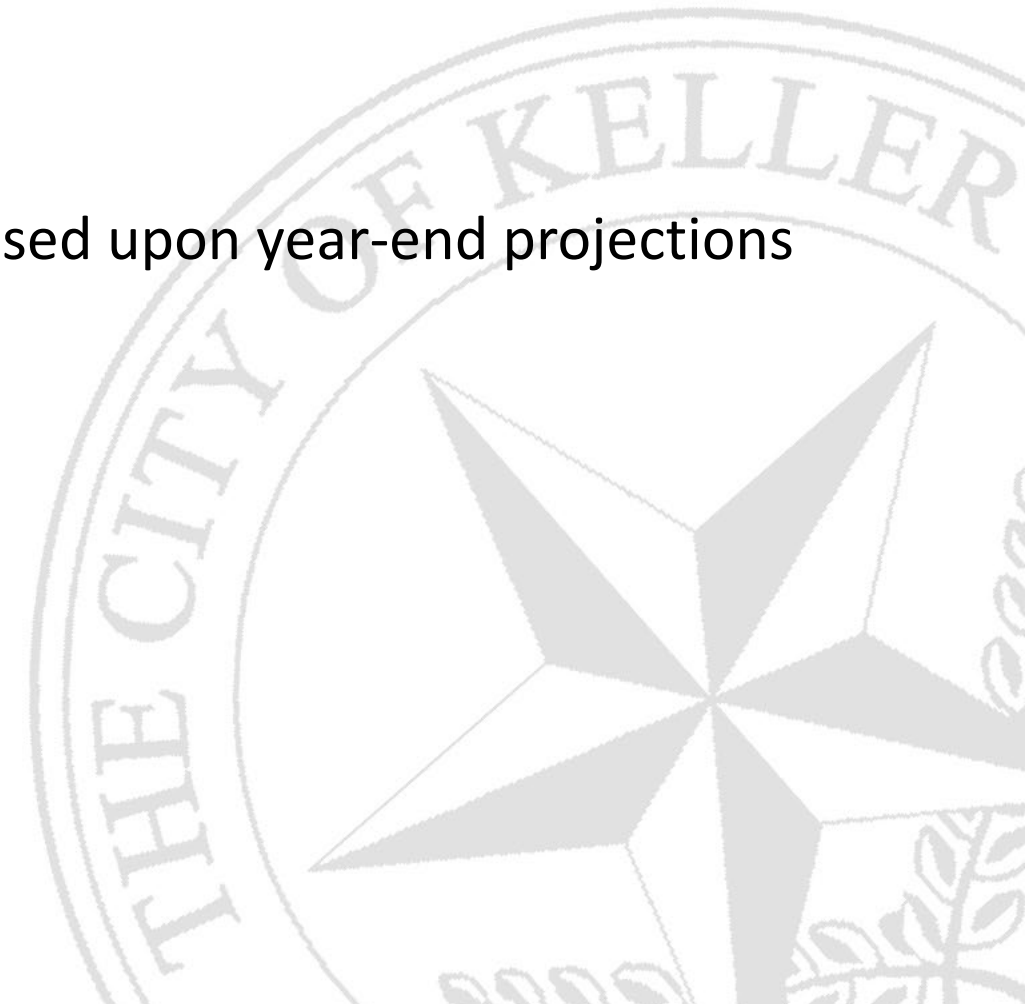 THE CITY OF KELLER
sed upon year-end projections